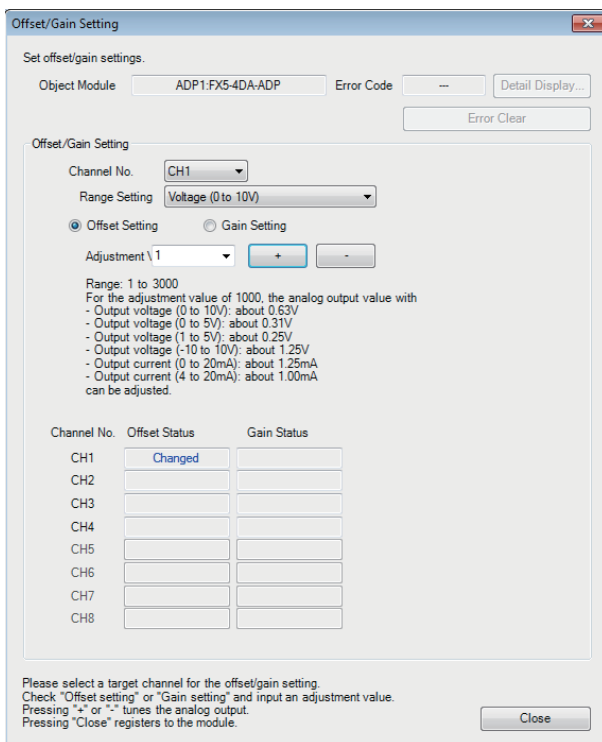 Offset/Gain Setting
Set offset/gain settings.
Object Module ADP1:FX5-4DA-ADP Error Code --- Detail Display...
Error Clear
Offset/Gain Setting
Channel No. CH1
Range Setting Voltage (0 to 10V)
Offset Setting Gain Setting
Adjustment \ 1 + -
Range: 1 to 3000
For the adjustment value of 1000, the analog output value with
- Output voltage (0 to 10V): about 0.63V
- Output voltage (0 to 5V): about 0.31V
- Output voltage (1 to 5V): about 0.25V
- Output voltage (-10 to 10V): about 1.25V
- Output current (0 to 20mA): about 1.25mA
- Output current (4 to 20mA): about 1.00mA
can be adjusted.
Channel No. Offset Status Gain Status
CH1 Changed
CH2
CH3
CH4
CH5
CH6
CH7
CH8
Please select a target channel for the offset/gain setting.
Check "Offset setting" or "Gain setting" and input an adjustment value.
Pressing "+" or "-" tunes the analog output.
Pressing "Close" registers to the module.
Close